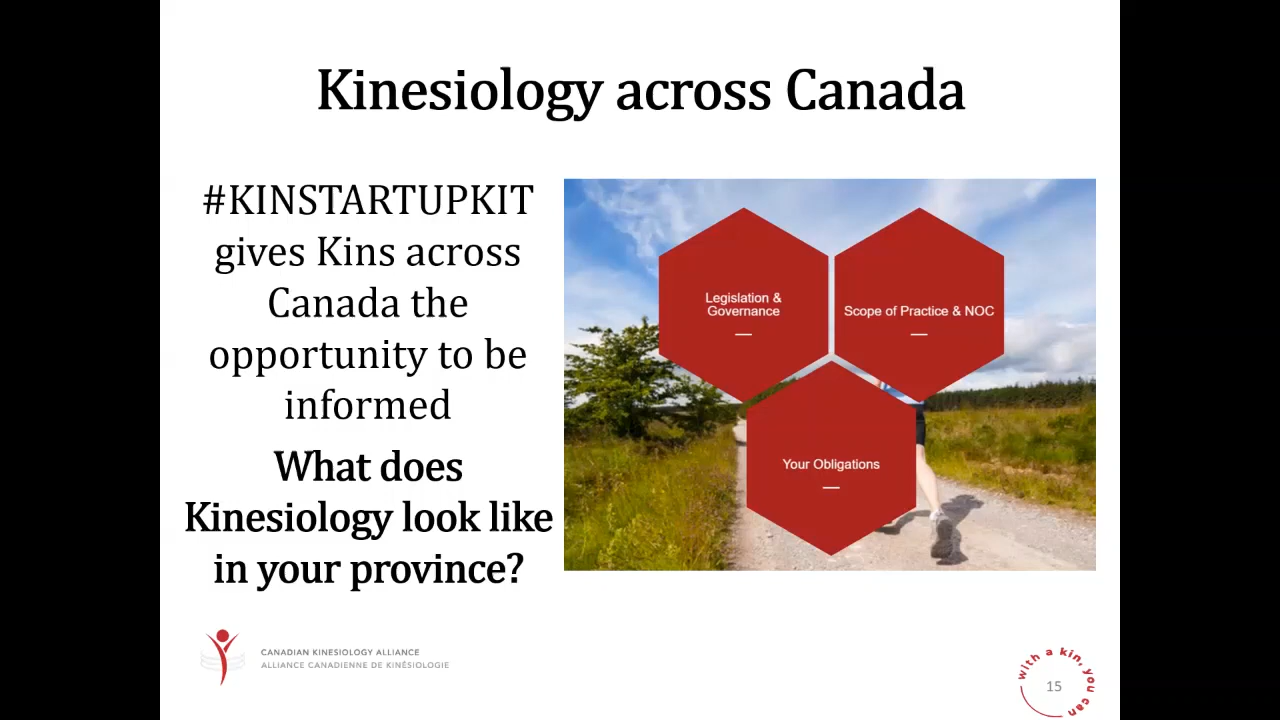 Kinesiology across Canada
#KINSTARTUPKIT
gives Kins across
Canada the
opportunity to be
informed
What does
Kinesiology look like
in your province?
Legislation &
Governance
Scope of Practice & NOC
Your Obligations
CANADIAN KINESIOLOGY ALLIANCE
ALLIANCE CANADIENNE DE KINÉSIOLOGIE
with a kin, you can
15